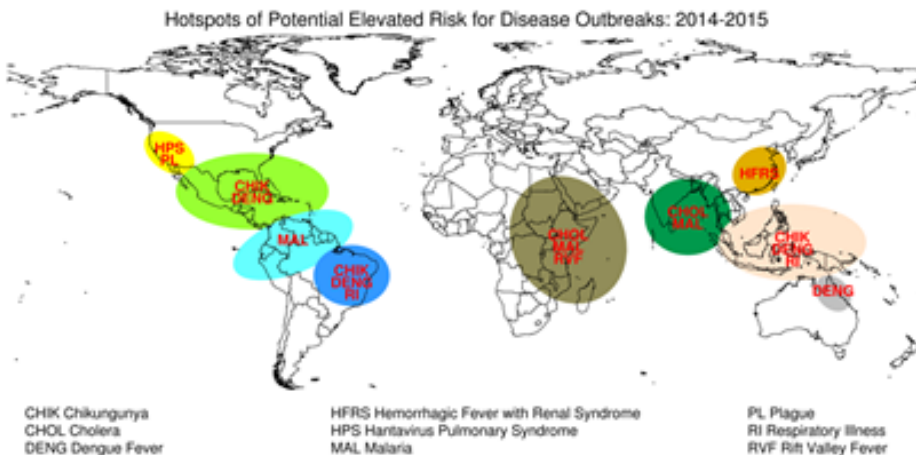 Hotspots of Potential Elevated Risk for Disease Outbreaks: 2014-2015
HPS
PL
CHIK
DENG
MAL
CHIK
DENG
RI
CHOL
MAL
RVF
CHOL
MAL
HFRS
CHIK
DENG
RI
DENG
CHIK Chikungunya
CHOL Cholera
DENG Dengue Fever
HFRS Hemorrhagic Fever with Renal Syndrome
HPS Hantavirus Pulmonary Syndrome
MAL Malaria
PL Plague
RI Respiratory Illness
RVF Rift Valley Fever